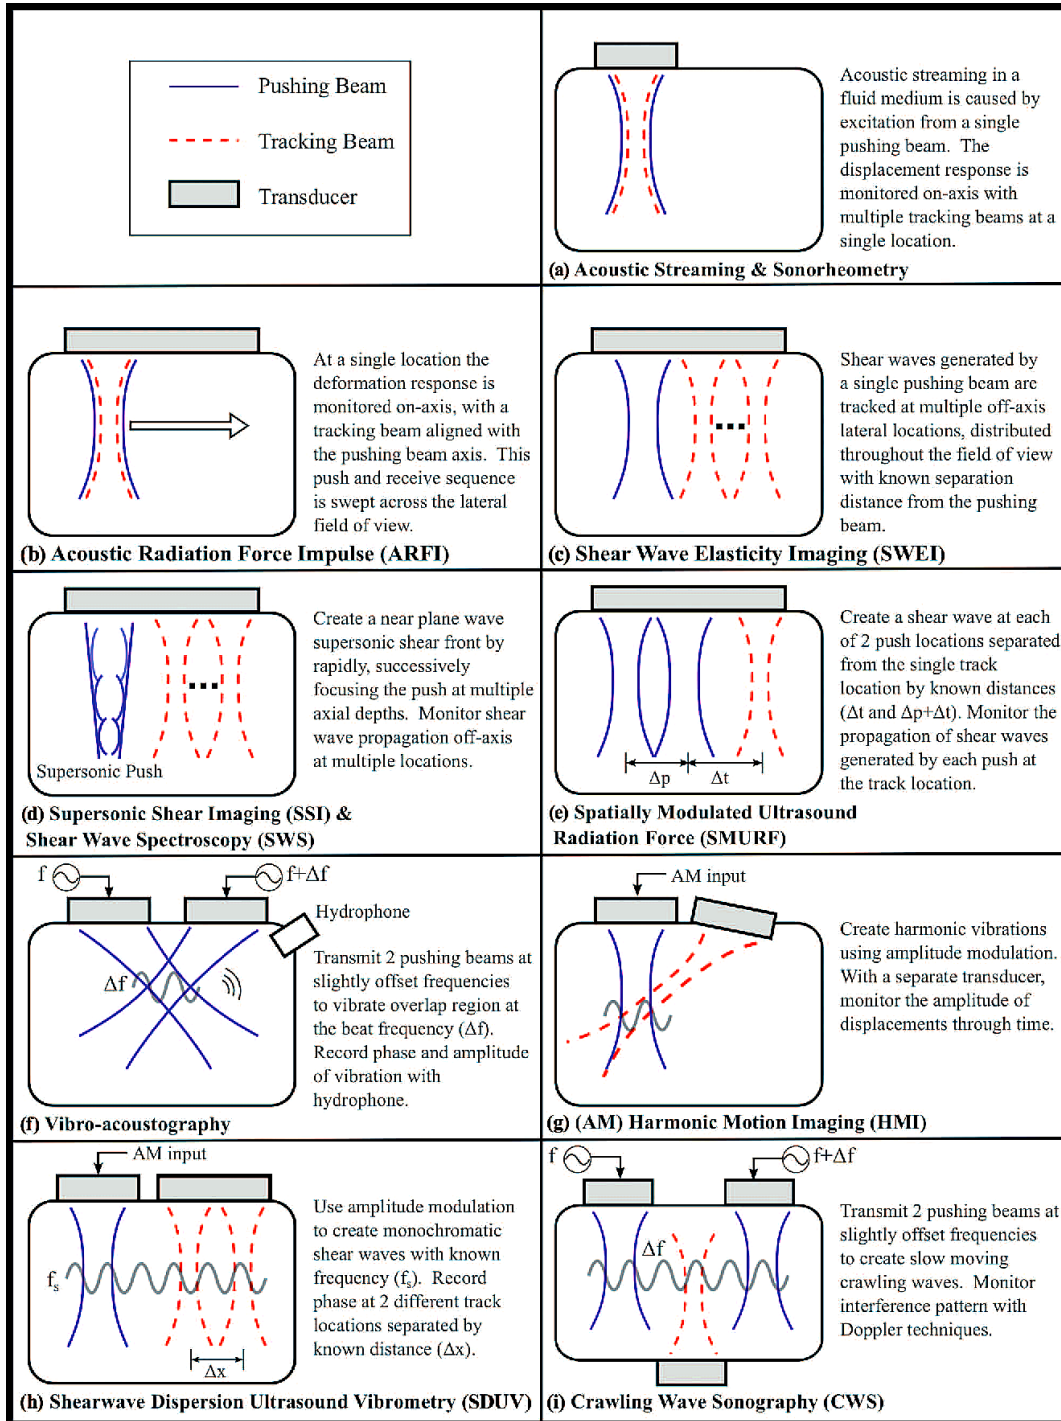 Pushing Beam
Tracking Beam
Transducer
Acoustic streaming in a
fluid medium is caused by
excitation from a single
pushing beam. The
displacement response is
monitored on-axis with
multiple tracking beams at a
single location.
(a) Acoustic Streaming & Sonorheometry
At a single location the
deformation response is
monitored on-axis, with a
tracking beam aligned with
the pushing beam axis. This
push and receive sequence
is swept across the lateral
field of view.
(b) Acoustic Radiation Force Impulse (ARFI)
Shear waves generated by
a single pushing beam are
tracked at multiple off-axis
lateral locations, distributed
throughout the field of view
with known separation
distance from the pushing
beam.
(c) Shear Wave Elasticity Imaging (SWEI)
Create a near plane wave
supersonic shear front by
rapidly, successively
focusing the push at multiple
axial depths. Monitor shear
wave propagation off-axis
at multiple locations.
Supersonic Push
(d) Supersonic Shear Imaging (SSI) &
Shear Wave Spectroscopy (SWS)
Create a shear wave at each
of 2 push locations separated
from the single track
location by known distances
(Δt and Δp+Δt). Monitor the
propagation of shear waves
generated by each push at
the track location.
Δp Δt
(e) Spatially Modulated Ultrasound
Radiation Force (SMURF)
f f+Δf
Hydrophone
Δf
Transmit 2 pushing beams at
slightly offset frequencies
to vibrate overlap region at
the beat frequency (Δf).
Record phase and amplitude
of vibration with
hydrophone.
(f) Vibro-acoustography
AM input
Create harmonic vibrations
using amplitude modulation.
With a separate transducer,
monitor the amplitude of
displacements through time.
(g) (AM) Harmonic Motion Imaging (HMI)
AM input
fs
Use amplitude modulation
to create monochromatic
shear waves with known
frequency (fs). Record
phase at 2 different track
locations separated by
known distance (Δx).
Δx
(h) Shearwave Dispersion Ultrasound Vibrometry (SDUV)
f f+Δf
Δf
Transmit 2 pushing beams at
slightly offset frequencies
to create slow moving
crawling waves. Monitor
interference pattern with
Doppler techniques.
(i) Crawling Wave Sonography (CWS)